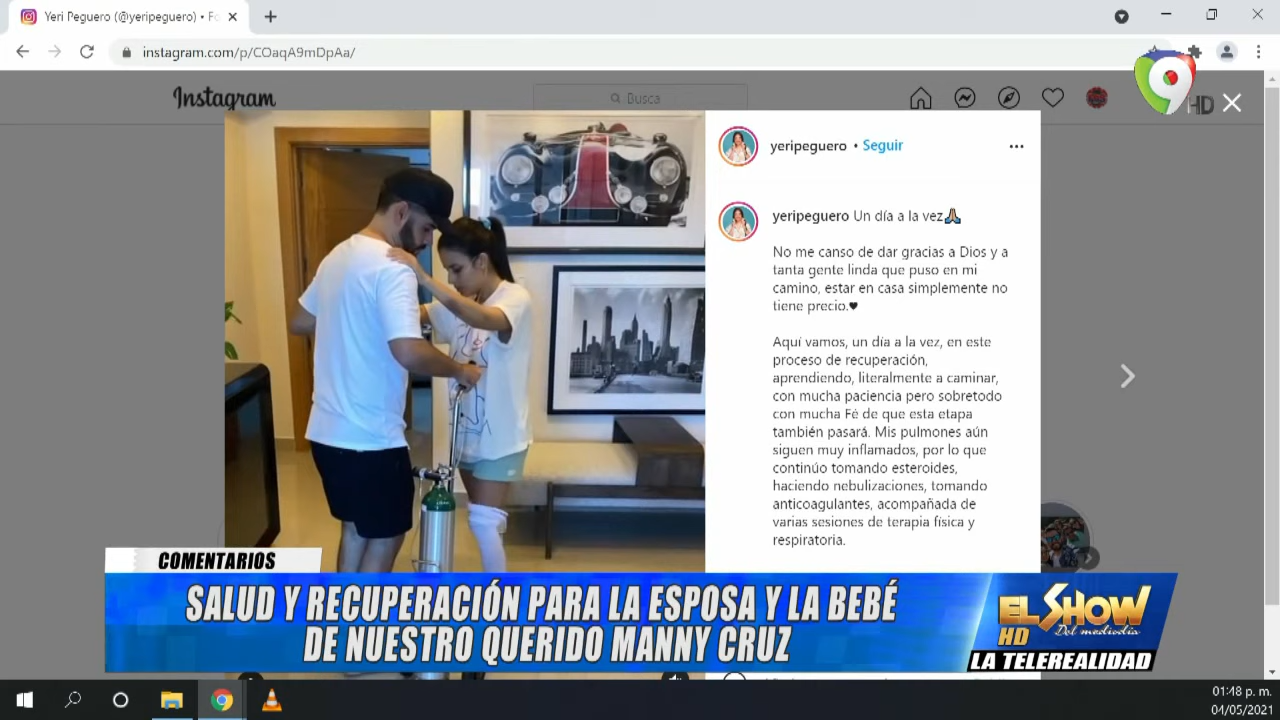 Yeri Peguero (@yeripeguero) • Fo
instagram.com/p/COaqA9mDpAa/
Instagram
Busca
9
HD
yeripeguero • Seguir
yeripeguero Un día a la vez🙏🏽
No me canso de dar gracias a Dios y a
tanta gente linda que puso en mi
camino, estar en casa simplemente no
tiene precio.♥
Aquí vamos, un día a la vez, en este
proceso de recuperación,
aprendiendo, literalmente a caminar,
con mucha paciencia pero sobretodo
con mucha Fé de que esta etapa
también pasará. Mis pulmones aún
siguen muy inflamados, por lo que
continúo tomando esteroides,
haciendo nebulizaciones, tomando
anticoagulantes, acompañada de
varias sesiones de terapia física y
respiratoria.
COMENTARIOS
SALUD Y RECUPERACIÓN PARA LA ESPOSA Y LA BEBÉ
DE NUESTRO QUERIDO MANNY CRUZ
EL SHOW
HD Del mediodía
LA TELEREALIDAD
01:48 p. m.
04/05/2021